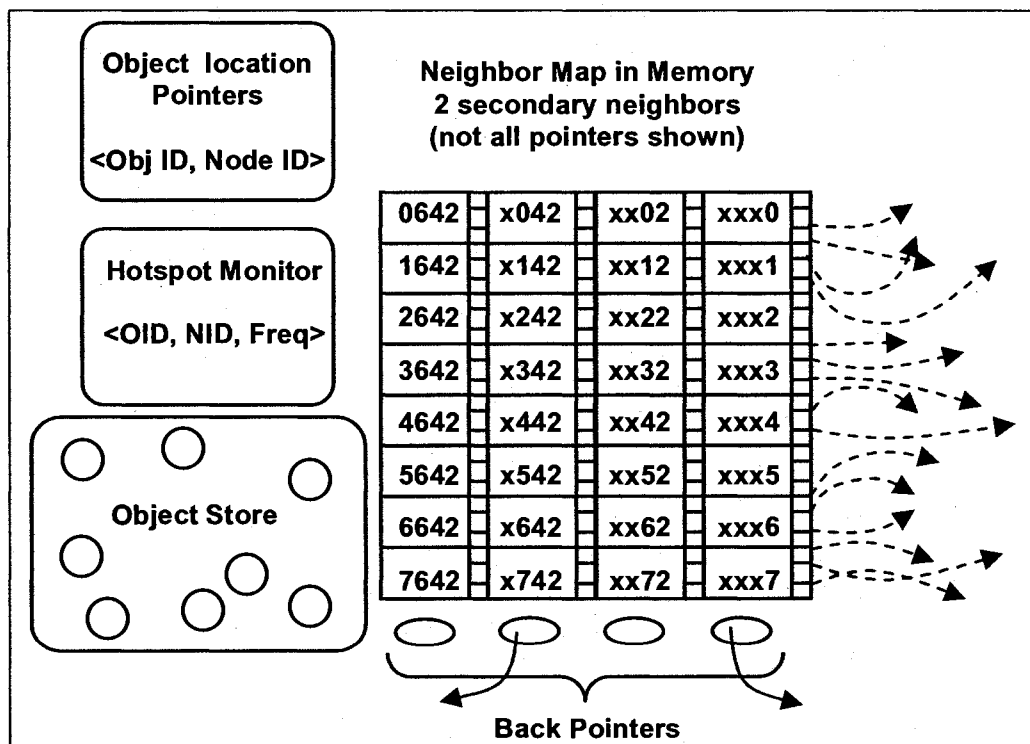 Object location
Pointers
<Obj ID, Node ID>
Hotspot Monitor
<OID, NID, Freq>
Object Store
Neighbor Map in Memory
2 secondary neighbors
(not all pointers shown)
0642 x042 xx02 xxx0
1642 x142 xx12 xxx1
2642 x242 xx22 xxx2
3642 x342 xx32 xxx3
4642 x442 xx42 xxx4
5642 x542 xx52 xxx5
6642 x642 xx62 xxx6
7642 x742 xx72 xxx7
Back Pointers